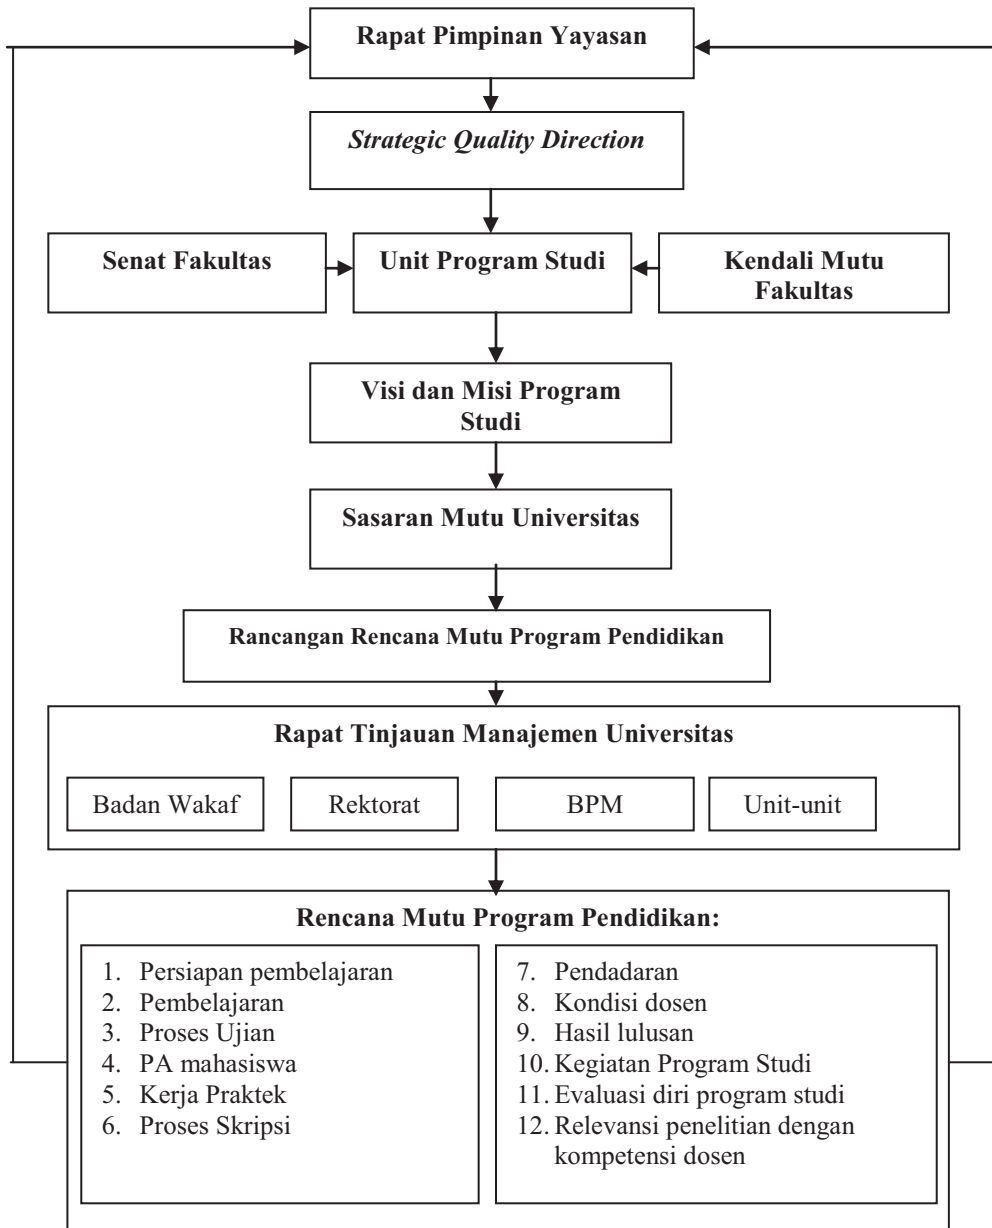 Rapat Pimpinan Yayasan
Strategic Quality Direction
Senat Fakultas
Unit Program Studi
Kendali Mutu
Fakultas
Visi dan Misi Program
Studi
Sasaran Mutu Universitas
Rancangan Rencana Mutu Program Pendidikan
Rapat Tinjauan Manajemen Universitas
Badan Wakaf
Rektorat
BPM
Unit-unit
Rencana Mutu Program Pendidikan:
1. Persiapan pembelajaran
2. Pembelajaran
3. Proses Ujian
4. PA mahasiswa
5. Kerja Praktek
6. Proses Skripsi
7. Pendadaran
8. Kondisi dosen
9. Hasil lulusan
10. Kegiatan Program Studi
11. Evaluasi diri program studi
12. Relevansi penelitian dengan
kompetensi dosen